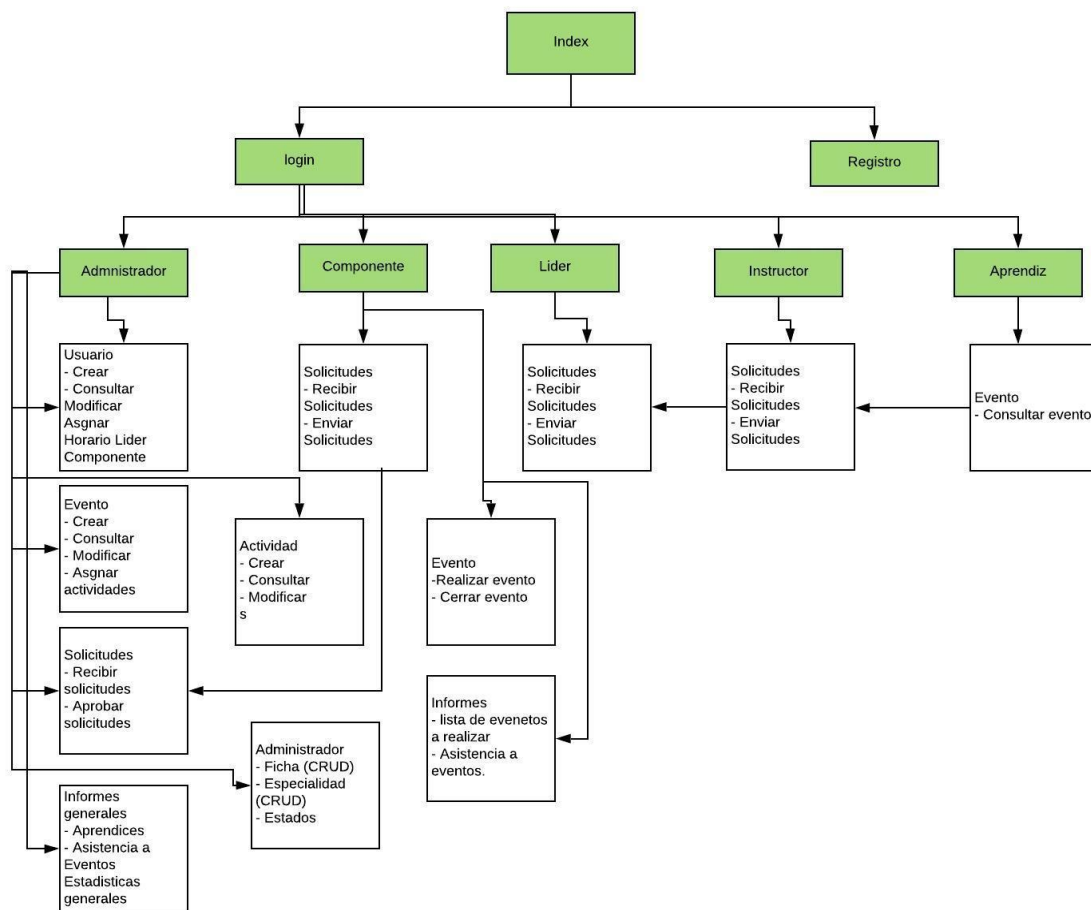 Index
login
Registro
Admnistrador
Componente
Lider
Instructor
Aprendiz
Usuario
- Crear
- Consultar
Modificar
Asgnar
Horario Lider
Componente
Solicitudes
- Recibir
Solicitudes
- Enviar
Solicitudes
Solicitudes
- Recibir
Solicitudes
- Enviar
Solicitudes
Solicitudes
- Recibir
Solicitudes
- Enviar
Solicitudes
Evento
- Consultar evento
Evento
- Crear
- Consultar
- Modificar
- Asgnar
actividades
Actividad
- Crear
- Consultar
- Modificar
s
Evento
-Realizar evento
- Cerrar evento
Solicitudes
- Recibir
solicitudes
- Aprobar
solicitudes
Informes
- lista de evenetos
a realizar
- Asistencia a
eventos.
Administrador
- Ficha (CRUD)
- Especialidad
(CRUD)
- Estados
Informes
generales
- Aprendices
- Asistencia a
Eventos
Estadisticas
generales